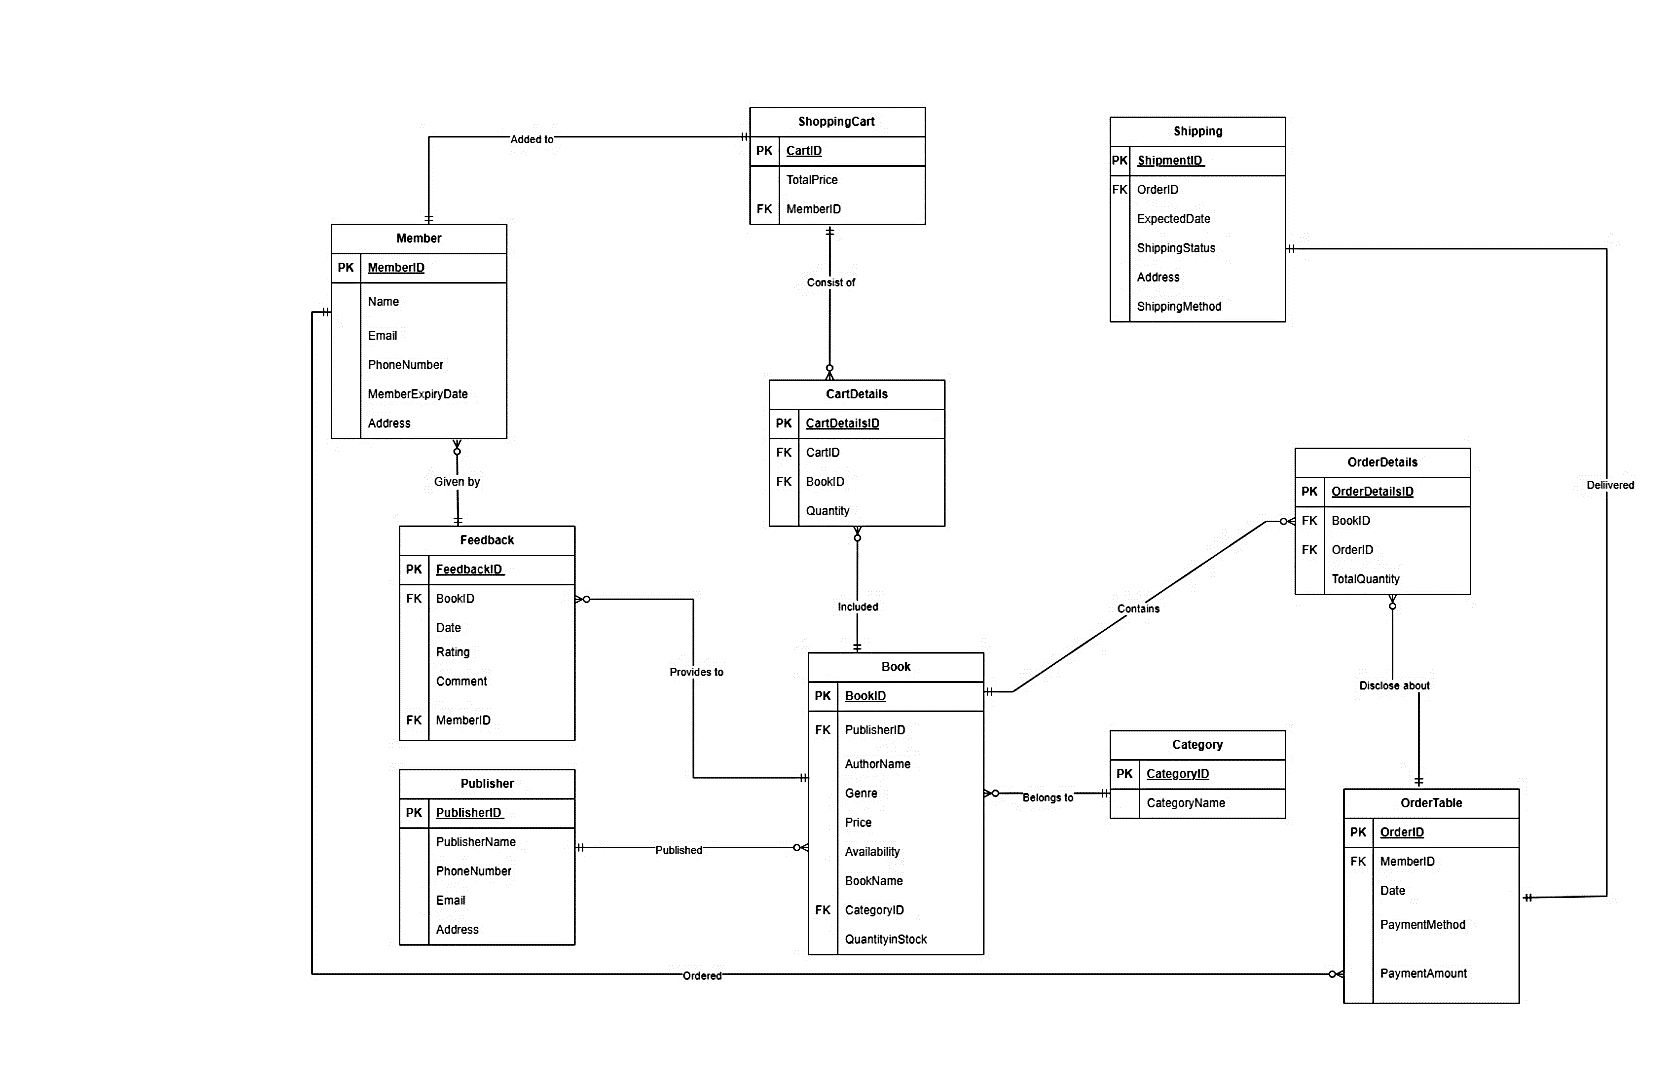 ShoppingCart
PK CartID
TotalPrice
FK MemberID
Added to
Shipping
PK ShipmentID
FK OrderID
ExpectedDate
ShippingStatus
Address
ShippingMethod
Member
PK MemberID
Name
Email
PhoneNumber
MemberExpiryDate
Address
Consist of
CartDetails
PK CartDetailsID
FK CartID
FK BookID
Quantity
Given by
OrderDetails
PK OrderDetailsID
FK BookID
FK OrderID
TotalQuantity
Deliivered
Feedback
PK FeedbackID
FK BookID
Date
Rating
Comment
FK MemberID
Included
Contains
Provides to
Disclose about
Book
PK BookID
FK PublisherID
AuthorName
Genre
Price
Availability
BookName
FK CategoryID
QuantityinStock
Category
PK CategoryID
CategoryName
Belongs to
Publisher
PK PublisherID
PublisherName
PhoneNumber
Email
Address
Published
OrderTable
PK OrderID
FK MemberID
Date
PaymentMethod
PaymentAmount
Ordered